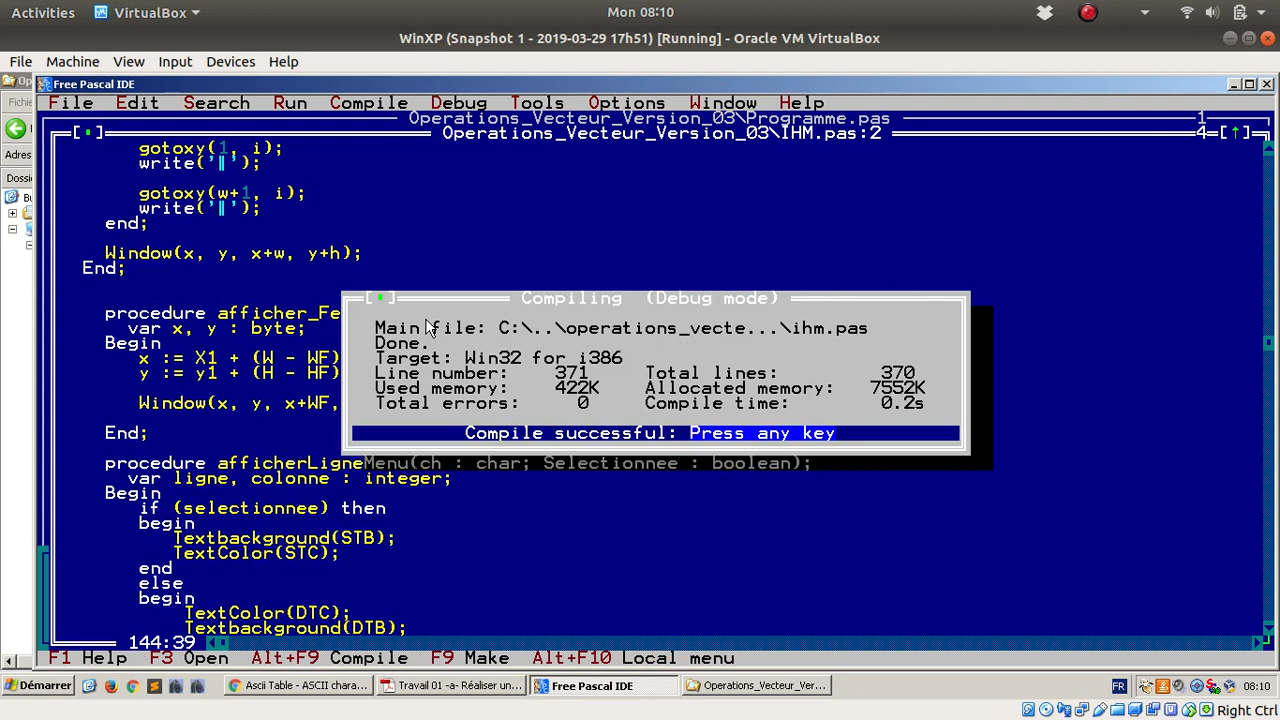 Activities VirtualBox Mon 08:10
WinXP (Snapshot 1 - 2019-03-29 17h51) [Running] - Oracle VM VirtualBox
File Machine View Input Devices Help
Free Pascal IDE
Fichi
File Edit Search Run Compile Debug Tools Options Window Help
Operations_Vecteur_Version_03\Programme.pas 1
Operations_Vecteur_Version_03\IHM.pas:2 4
Adres
Dossi
gotoxy(1, i);
write('║');
gotoxy(w+1, i);
write('║');
end;
Window(x, y, x+w, y+h);
End;
procedure afficher_Fe
var x, y : byte;
Begin
x := X1 + (W - WF)
y := y1 + (H - HF)
Window(x, y, x+WF,
End;
Compiling (Debug mode)
Main file: C:\..\operations_vecte...\ihm.pas
Done.
Target: Win32 for i386
Line number: 371 Total lines: 370
Used memory: 422K Allocated memory: 7552K
Total errors: 0 Compile time: 0.2s
Compile successful: Press any key
procedure afficherLigneMenu(ch : char; Selectionnee : boolean);
var ligne, colonne : integer;
Begin
if (selectionnee) then
begin
Textbackground(STB);
TextColor(STC);
end
else
begin
TextColor(DTC);
Textbackground(DTB);
144:39
F1 Help F3 Open Alt+F9 Compile F9 Make Alt+F10 Local menu
Démarrer Ascii Table - ASCII chara... Travail 01 -a- Réaliser un... Free Pascal IDE Operations_Vecteur_Ver... FR 08:10
Right Ctrl